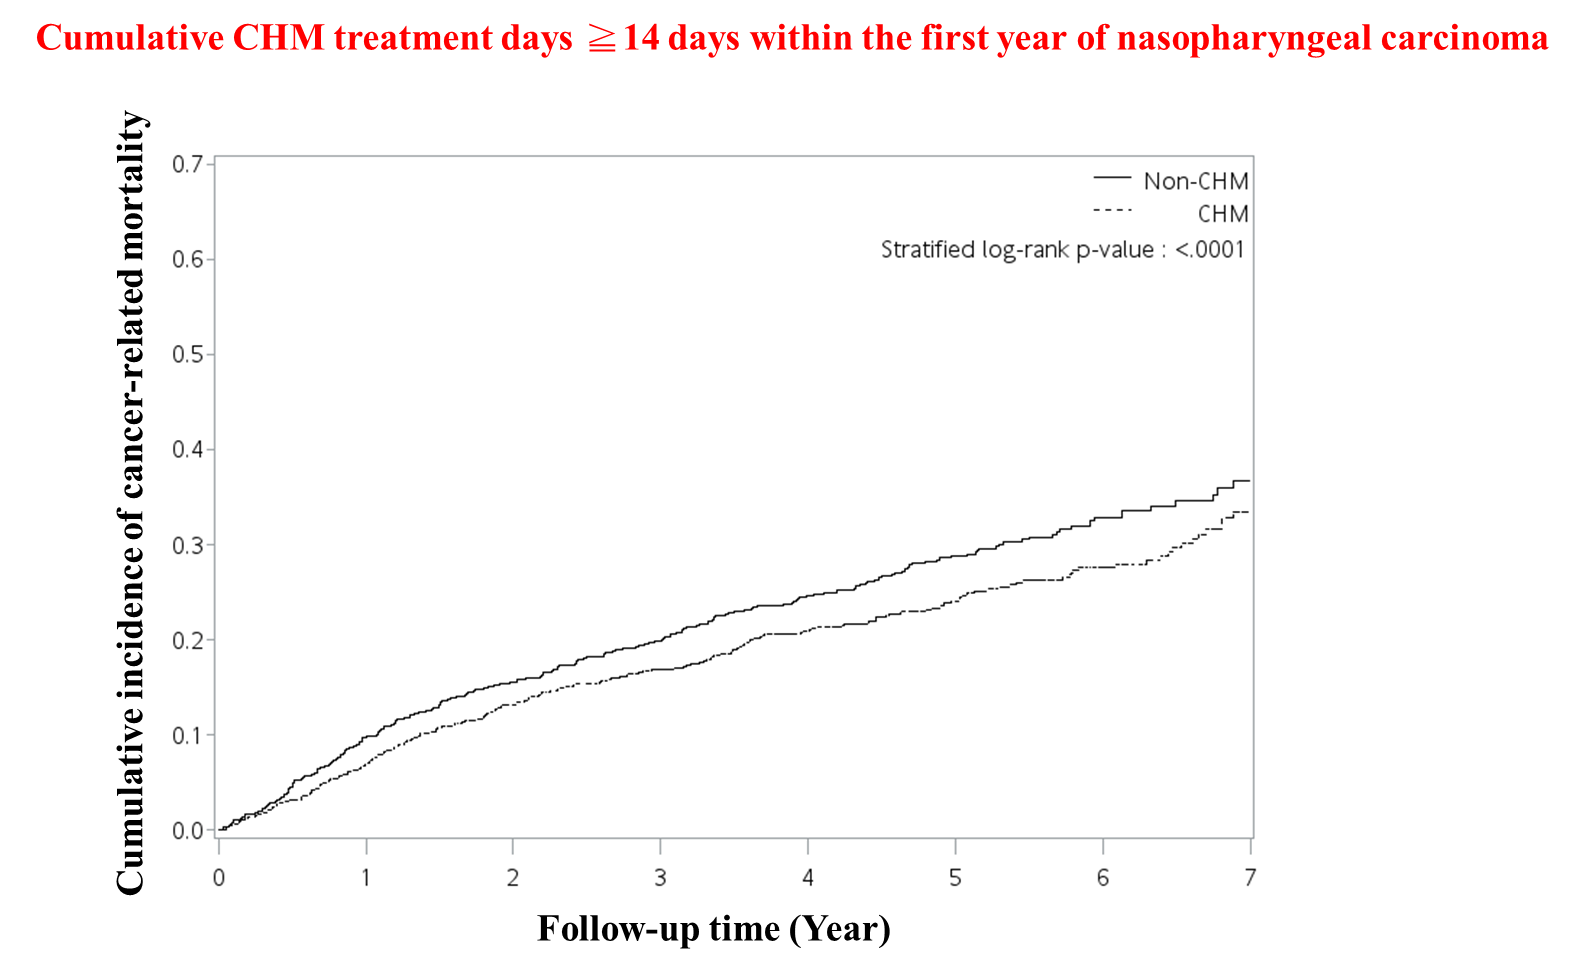 Cumulative CHM treatment days ≧14 days within the first year of nasopharyngeal carcinoma
Cumulative incidence of cancer-related mortality
0.7
0.6
0.5
0.4
0.3
0.2
0.1
0.0
Non-CHM
CHM
Stratified log-rank p-value : <.0001
0 1 2 3 4 5 6 7
Follow-up time (Year)